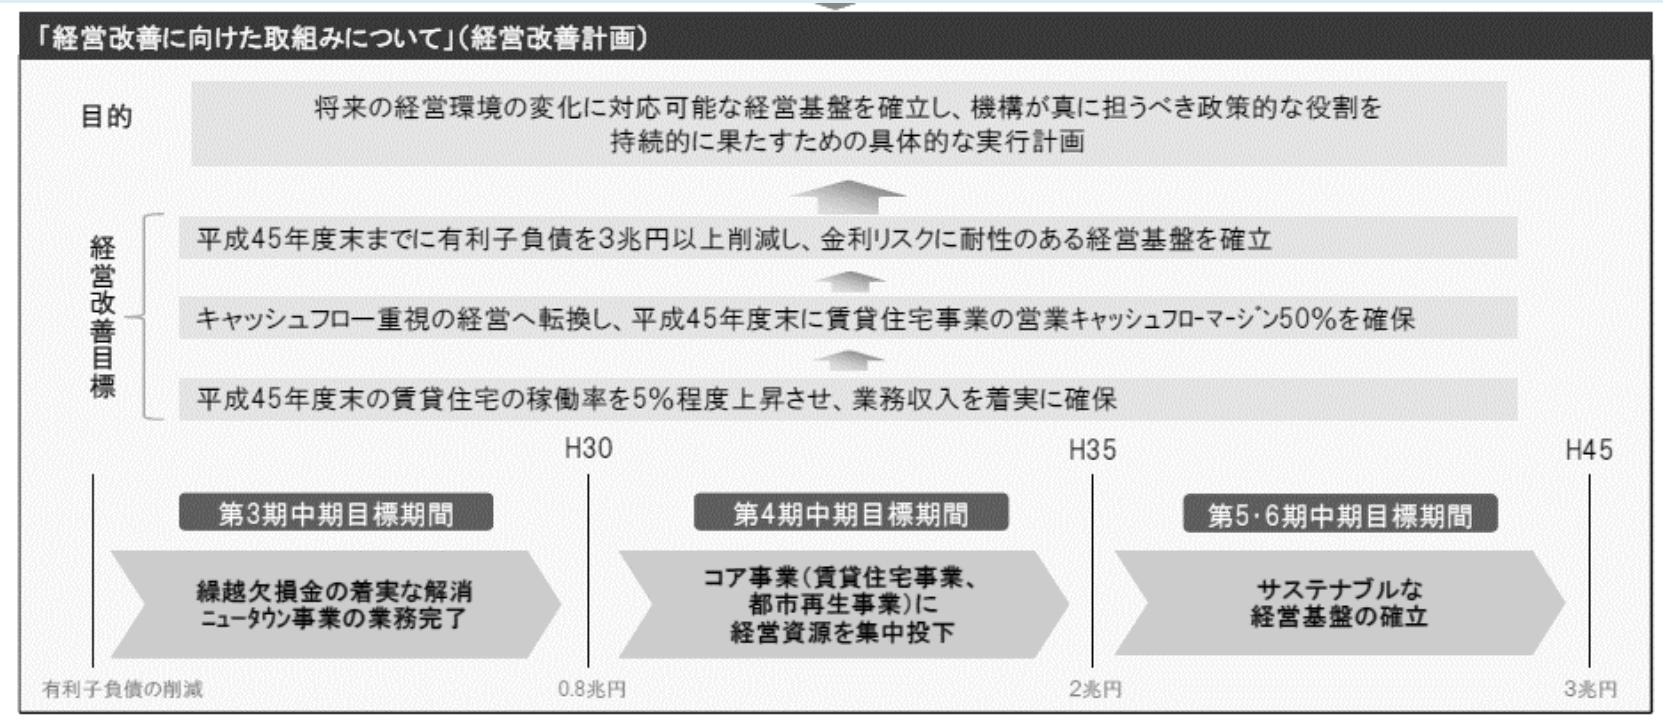 「経営改善に向けた取組みについて」（経営改善計画）
目的
将来の経営環境の変化に対応可能な経営基盤を確立し、機構が真に担うべき政策的な役割を
持続的に果たすための具体的な実行計画
経営改善目標
平成45年度末までに有利子負債を3兆円以上削減し、金利リスクに耐性のある経営基盤を確立
キャッシュフロー重視の経営へ転換し、平成45年度末に賃貸住宅事業の営業ｷｬｯｼｭﾌﾛｰﾏｰｼﾞﾝ50%を確保
平成45年度末の賃貸住宅の稼働率を5%程度上昇させ、業務収入を着実に確保
H30
H35
H45
第3期中期目標期間
第4期中期目標期間
第5･6期中期目標期間
繰越欠損金の着実な解消
ﾆｭｰﾀｳﾝ事業の業務完了
コア事業（賃貸住宅事業、
都市再生事業）に
経営資源を集中投下
サステナブルな
経営基盤の確立
有利子負債の削減
0.8兆円
2兆円
3兆円